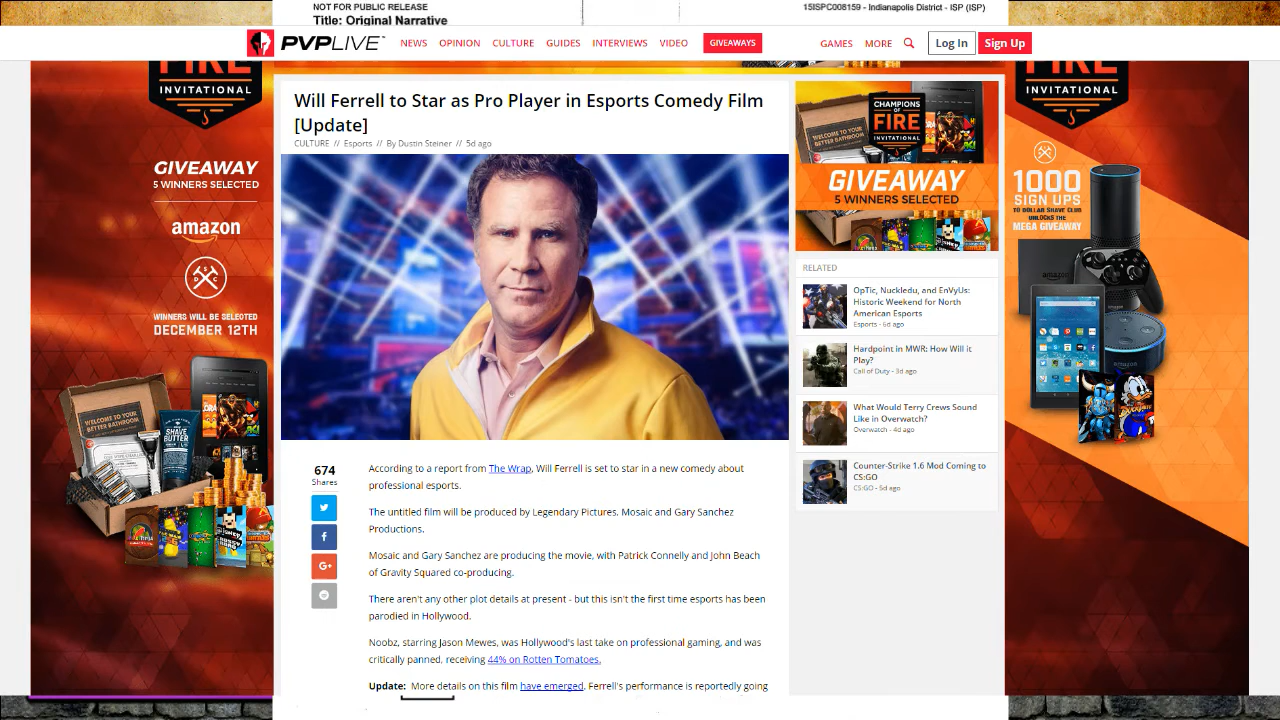 NOT FOR PUBLIC RELEASE
15ISPC008159 - Indianapolis District - ISP (ISP)
Title: Original Narrative
PVPLIVE
NEWS OPINION CULTURE GUIDES INTERVIEWS VIDEO GIVEAWAYS GAMES MORE Log In Sign Up
FIRE
INVITATIONAL
GIVEAWAY
5 WINNERS SELECTED
amazon
D S C
WINNERS WILL BE SELECTED
DECEMBER 12TH
WELCOME TO YOUR
BETTER BATHROOM
SHAVE
BUTTER
Will Ferrell to Star as Pro Player in Esports Comedy Film
[Update]
CULTURE // Esports // By Dustin Steiner // 5d ago
674
Shares
According to a report from The Wrap, Will Ferrell is set to star in a new comedy about
professional esports.
The untitled film will be produced by Legendary Pictures, Mosaic and Gary Sanchez
Productions.
Mosaic and Gary Sanchez are producing the movie, with Patrick Connelly and John Beach
of Gravity Squared co-producing.
There aren't any other plot details at present - but this isn't the first time esports has been
parodied in Hollywood.
Noobz, starring Jason Mewes, was Hollywood's last take on professional gaming, and was
critically panned, receiving 44% on Rotten Tomatoes.
Update: More details on this film have emerged. Ferrell's performance is reportedly going
CHAMPIONS
OF
FIRE
INVITATIONAL
WELCOME TO YOUR
GIVEAWAY
5 WINNERS SELECTED
RELATED
OpTic, Nuckledu, and EnVyUs:
Historic Weekend for North
American Esports
Esports - 6d ago
Hardpoint in MWR: How Will it
Play?
Call of Duty - 3d ago
What Would Terry Crews Sound
Like in Overwatch?
Overwatch - 4d ago
Counter-Strike 1.6 Mod Coming to
CS:GO
CS:GO - 5d ago
FIRE
INVITATIONAL
1000
SIGN UPS
TO DOLLAR SHAVE CLUB
UNLOCKS THE
MEGA GIVEAWAY
amazon